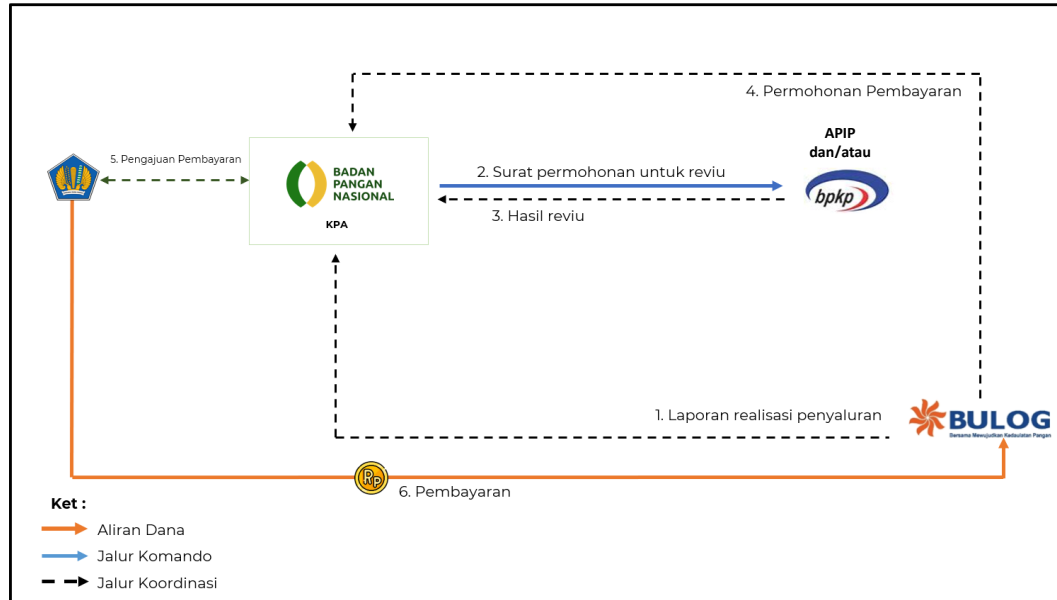 4. Permohonan Pembayaran
APIP
dan/atau
bpkp
5. Pengajuan Pembayaran
BADAN
PANGAN
NASIONAL
KPA
2. Surat permohonan untuk reviu
3. Hasil reviu
1. Laporan realisasi penyaluran
BULOG
Bersama Mewujudkan Kedaulatan Pangan
Rp
6. Pembayaran
Ket :
Aliran Dana
Jalur Komando
Jalur Koordinasi